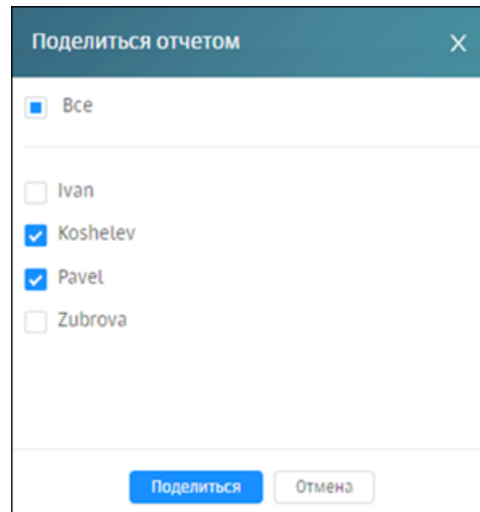 Поделиться отчетом
Все
Ivan
Koshelev
Pavel
Zubrova
Поделиться
Отмена